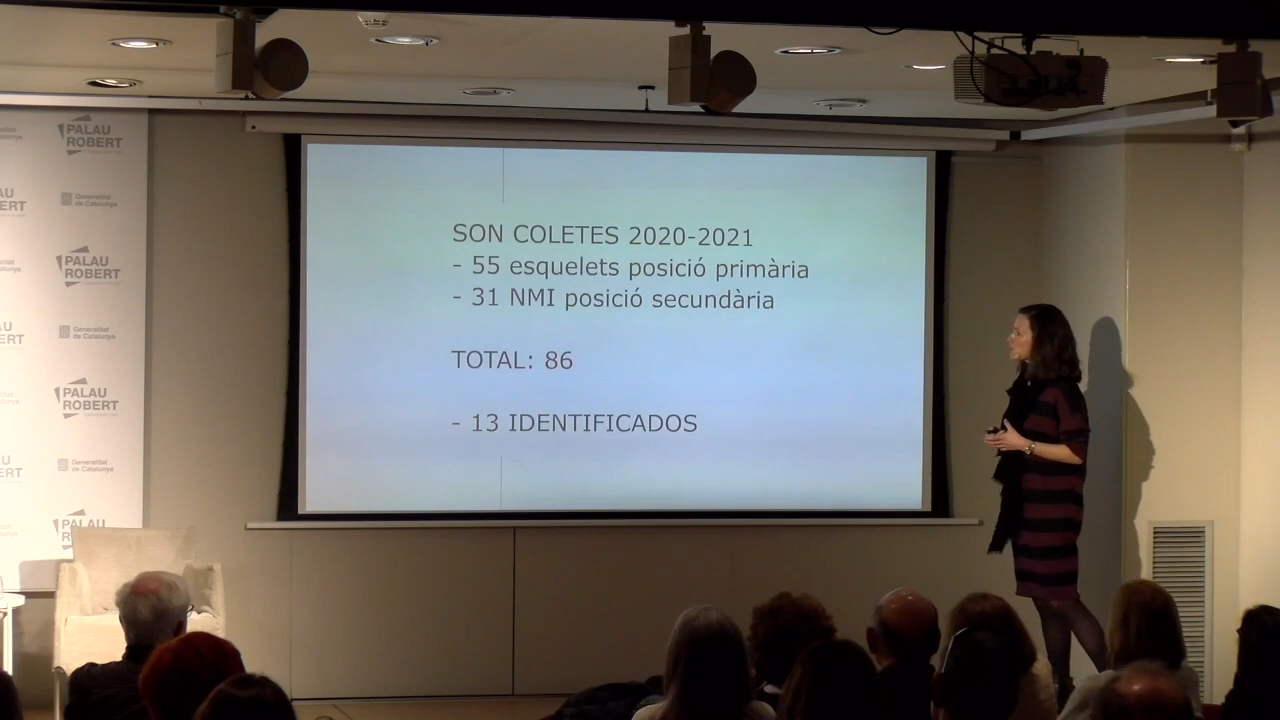 SON COLETES 2020-2021
- 55 esquelets posició primària
- 31 NMI posició secundària
TOTAL: 86
- 13 IDENTIFICADOS
PALAU
ROBERT
Generalitat
de Catalunya
PALAU
ROBERT
Generalitat
de Catalunya
PALAU
ROBERT
Generalitat
de Catalunya
PALAU